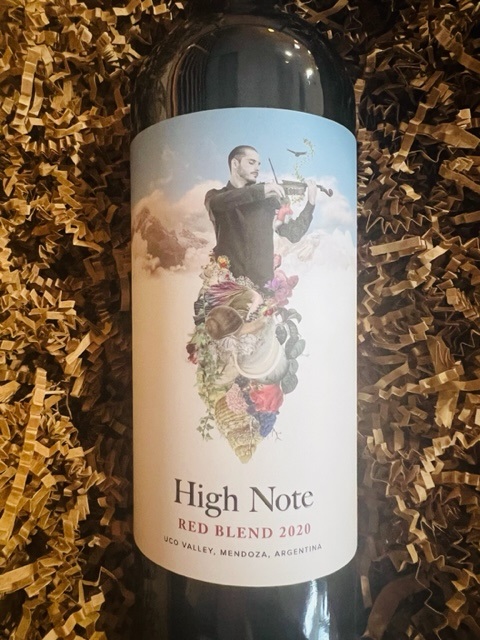 High Note
RED BLEND 2020
UCO VALLEY, MENDOZA, ARGENTINA